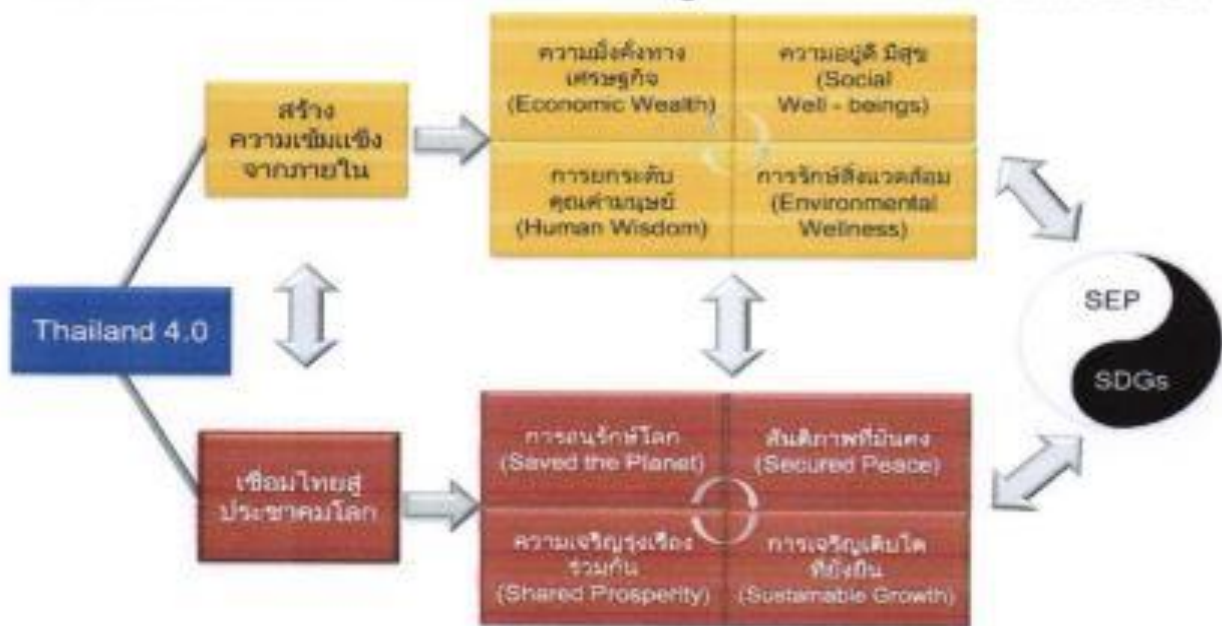 ความมั่งคั่งทาง
เศรษฐกิจ
(Economic Wealth)
ความอยู่ดี มีสุข
(Social
Well - beings)
สร้าง
ความเข้มแข็ง
จากภายใน
การยกระดับ
คุณค่ามนุษย์
(Human Wisdom)
การรักษ์สิ่งแวดล้อม
(Environmental
Wellness)
Thailand 4.0
SEP
SDGs
เชื่อมไทยสู่
ประชาคมโลก
การอนุรักษ์โลก
(Saved the Planet)
สันติภาพที่มั่นคง
(Secured Peace)
ความเจริญรุ่งเรือง
ร่วมกัน
(Shared Prosperity)
การเจริญเติบโต
ที่ยั่งยืน
(Sustainable Growth)